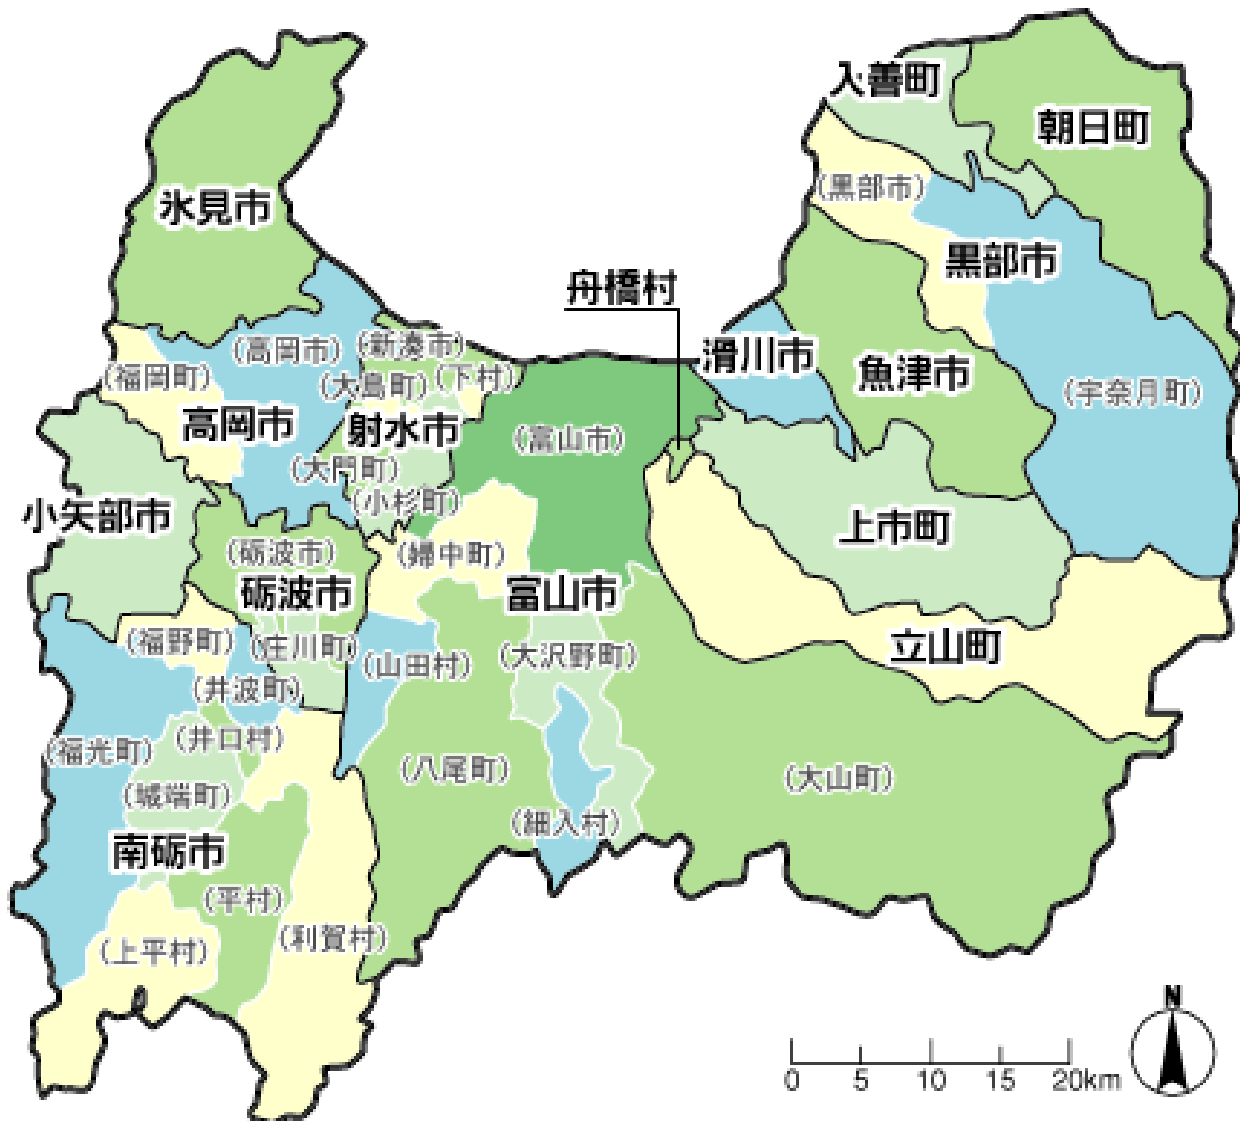 入善町
朝日町
(黒部市)
氷見市
黒部市
舟橋村
(高岡市)
(新湊市)
滑川市
(福岡町)
(大島町)
(下村)
魚津市
(宇奈月町)
高岡市
射水市
(富山市)
(大門町)
(小杉町)
小矢部市
上市町
(砺波市)
(婦中町)
砺波市
富山市
(福野町)
(庄川町)
(山田村)
(大沢野町)
立山町
(井波町)
(福光町)
(井口村)
(八尾町)
(大山町)
(城端町)
(細入村)
南砺市
(平村)
(上平村)
(利賀村)
N
0 5 10 15 20km